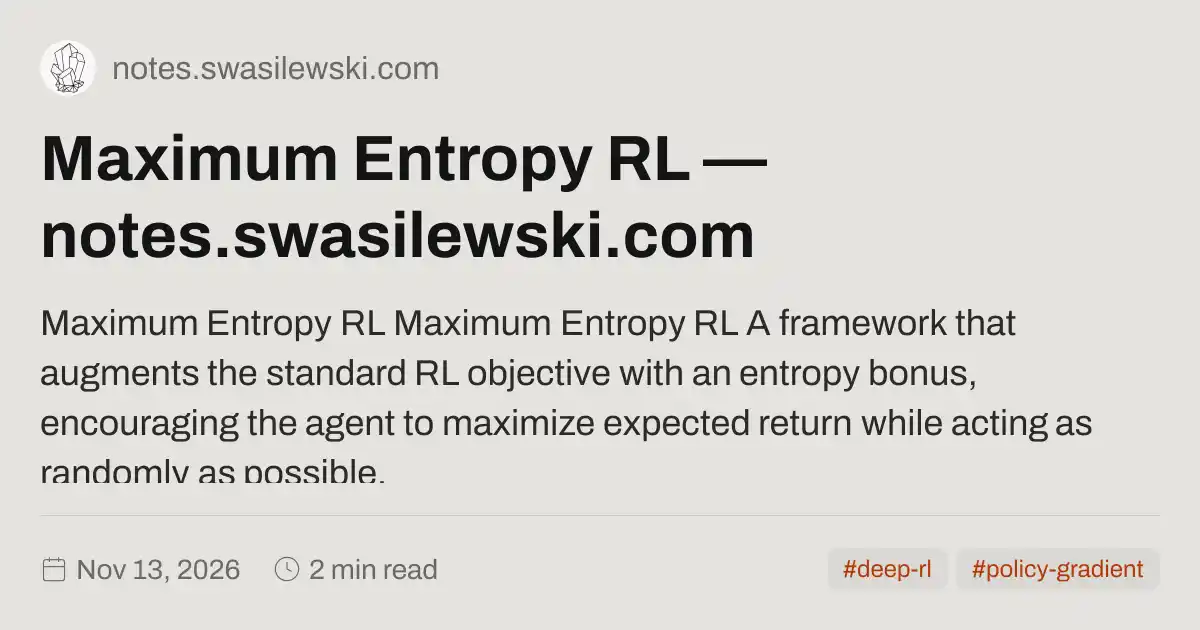 notes.swasilewski.com
Maximum Entropy RL —
notes.swasilewski.com
Maximum Entropy RL Maximum Entropy RL A framework that
augments the standard RL objective with an entropy bonus,
encouraging the agent to maximize expected return while acting as
randomly as possible.
Nov 13, 2026 2 min read #deep-rl #policy-gradient